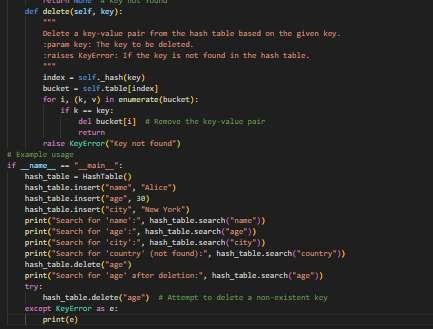 return None  # Key not found
    def delete(self, key):
        """
        Delete a key-value pair from the hash table based on the given key.
        :param key: The key to be deleted.
        :raises KeyError: If the key is not found in the hash table.
        """
        index = self._hash(key)
        bucket = self.table[index]
        for i, (k, v) in enumerate(bucket):
            if k == key:
                del bucket[i]  # Remove the key-value pair
                return
        raise KeyError("Key not found")
# Example usage
if __name__ == "__main__":
    hash_table = HashTable()
    hash_table.insert("name", "Alice")
    hash_table.insert("age", 30)
    hash_table.insert("city", "New York")
    print("Search for 'name':", hash_table.search("name"))
    print("Search for 'age':", hash_table.search("age"))
    print("Search for 'city':", hash_table.search("city"))
    print("Search for 'country' (not found):", hash_table.search("country"))
    hash_table.delete("age")
    print("Search for 'age' after deletion:", hash_table.search("age"))
    try:
        hash_table.delete("age")  # Attempt to delete a non-existent key
    except KeyError as e:
        print(e)